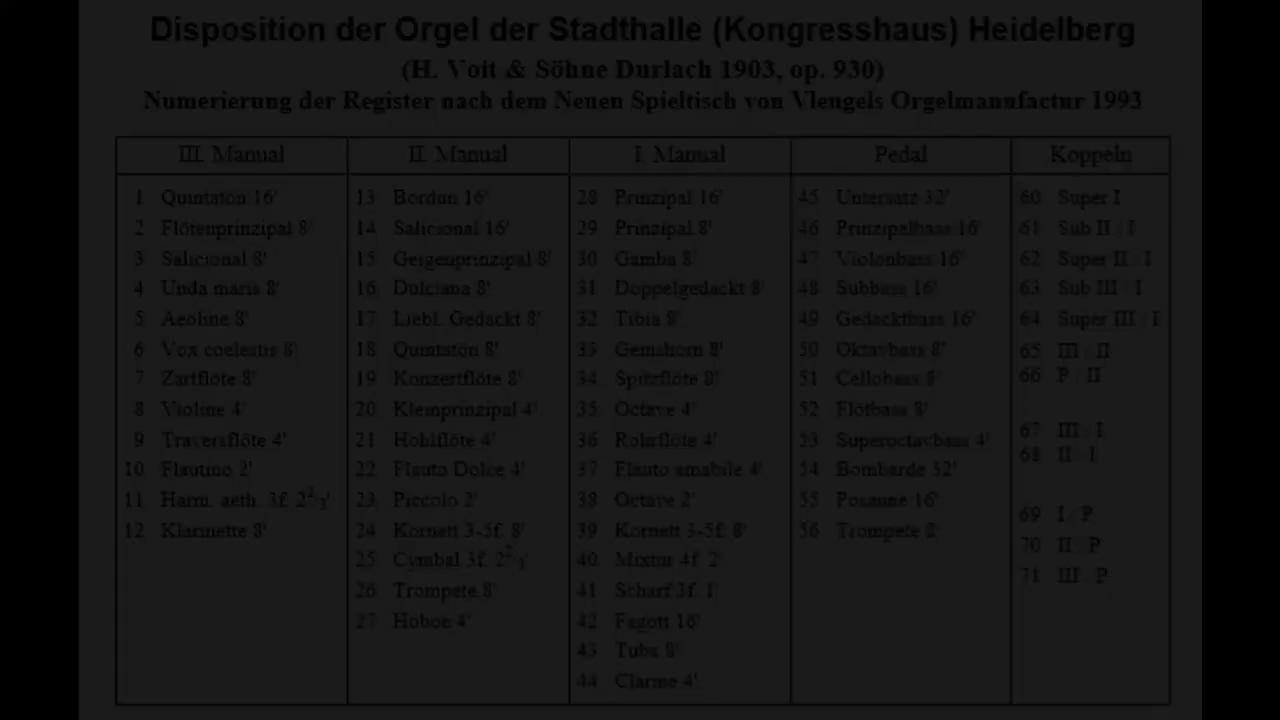 Disposition der Orgel der Stadthalle (Kongresshaus) Heidelberg
(H. Voit & Söhne Durlach 1903, op. 930)
Numerierung der Register nach dem Neuen Spieltisch von Vleugels Orgelmanufactur 1993
III. Manual
1 Quintatön 16'
2 Flötenprinzipal 8'
3 Salicional 8'
4 Unda maris 8'
5 Aeoline 8'
6 Vox coelestis 8'
7 Zartflöte 8'
8 Violine 4'
9 Traversflöte 4'
10 Flautino 2'
11 Harm. aeth. 3f. 2²/₃'
12 Klarinette 8'
II. Manual
13 Bordun 16'
14 Salicional 16'
15 Geigenprinzipal 8'
16 Dulciana 8'
17 Liebl. Gedackt 8'
18 Quintatön 8'
19 Konzertflöte 8'
20 Kleinprinzipal 4'
21 Hohlflöte 4'
22 Flauto Dolce 4'
23 Piccolo 2'
24 Kornett 3-5f. 8'
25 Cymbal 3f. 2²/₃'
26 Trompete 8'
27 Hoboe 4'
I. Manual
28 Prinzipal 16'
29 Prinzipal 8'
30 Gamba 8'
31 Doppelgedackt 8'
32 Tibia 8'
33 Gemshorn 8'
34 Spitzflöte 8'
35 Octave 4'
36 Rohrflöte 4'
37 Flauto amabile 4'
38 Octave 2'
39 Kornett 3-5f. 8'
40 Mixtur 4f. 2'
41 Scharf 3f. 1'
42 Fagott 16'
43 Tuba 8'
44 Clarine 4'
Pedal
45 Untersatz 32'
46 Prinzipalbass 16'
47 Violonbass 16'
48 Subbass 16'
49 Gedacktbass 16'
50 Oktavbass 8'
51 Cellobass 8'
52 Flötbass 8'
53 Superoctavbass 4'
54 Bombarde 32'
55 Posaune 16'
56 Trompete 8'
Koppeln
60 Super I
61 Sub II / I
62 Super II / I
63 Sub III / I
64 Super III / I
65 III / II
66 P / II
67 III / I
68 II / I
69 I / P
70 II / P
71 III / P